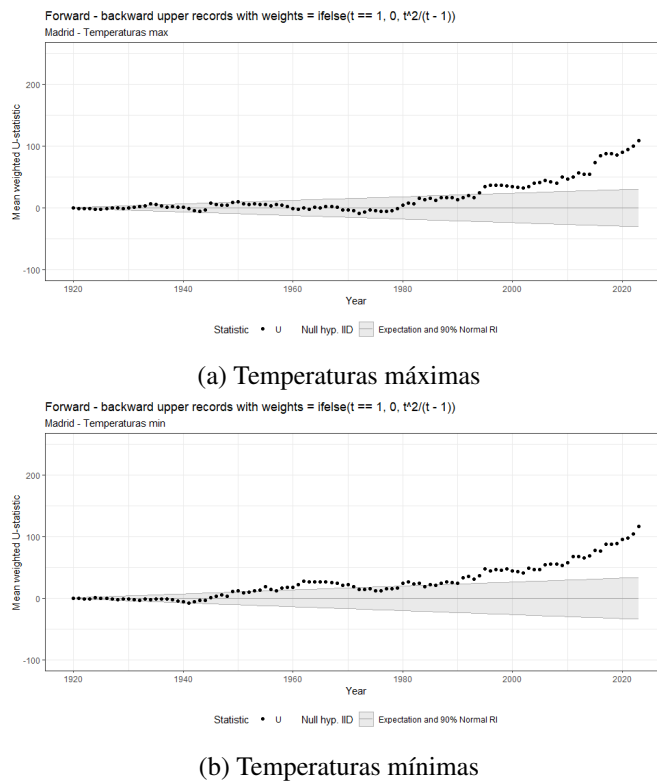 Forward - backward upper records with weights = ifelse(t == 1, 0, t^2/(t - 1))
Madrid - Temperaturas max
Mean weighted U-statistic
200
100
0
-100
1920 1940 1960 1980 2000 2020
Year
Statistic U Null hyp. IID Expectation and 90% Normal RI
(a) Temperaturas máximas
Forward - backward upper records with weights = ifelse(t == 1, 0, t^2/(t - 1))
Madrid - Temperaturas min
Mean weighted U-statistic
200
100
0
-100
1920 1940 1960 1980 2000 2020
Year
Statistic U Null hyp. IID Expectation and 90% Normal RI
(b) Temperaturas mínimas